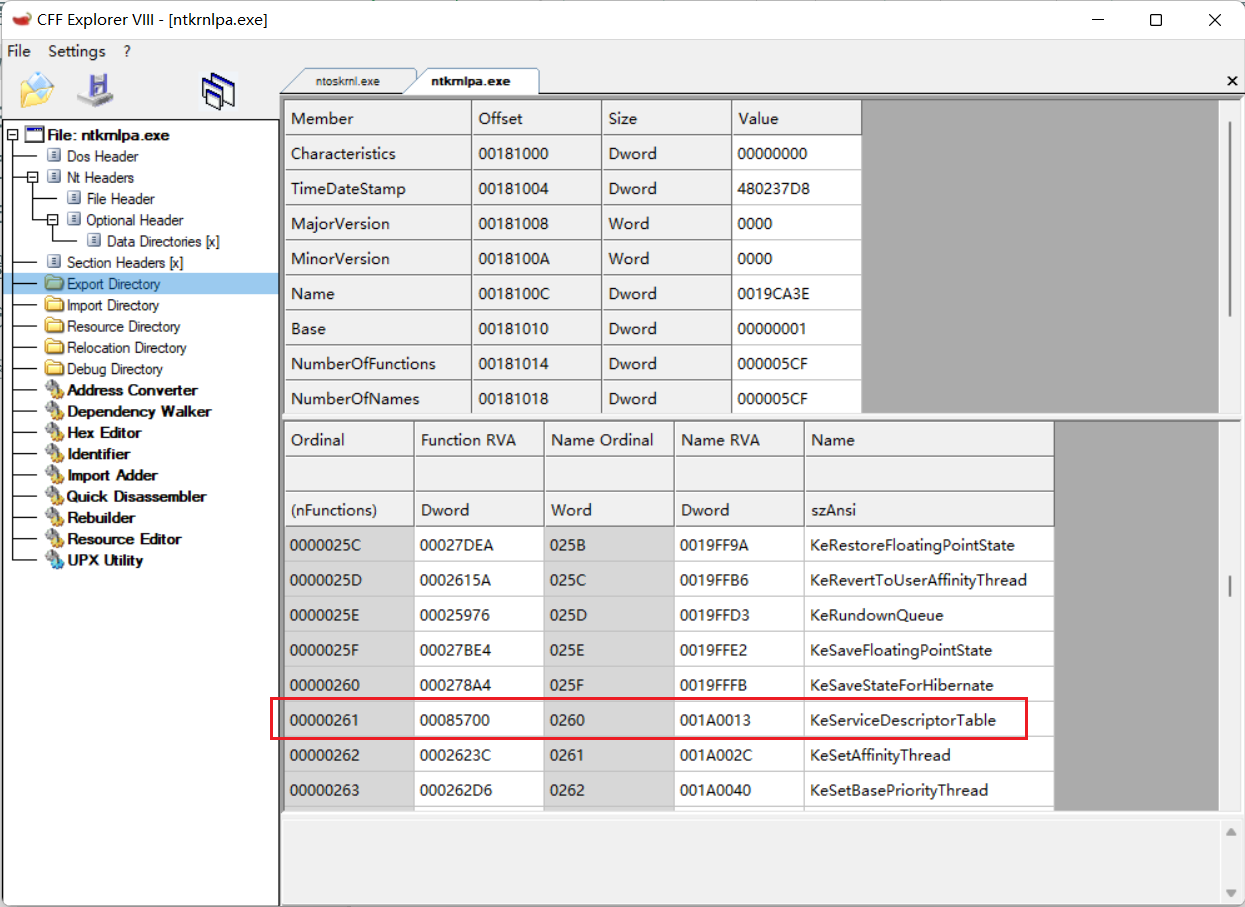 CFF Explorer VIII - [ntkrnlpa.exe]
File Settings ?
ntoskrnl.exe ntkrnlpa.exe
File: ntkrnlpa.exe
Dos Header
Nt Headers
File Header
Optional Header
Data Directories [x]
Section Headers [x]
Export Directory
Import Directory
Resource Directory
Relocation Directory
Debug Directory
Address Converter
Dependency Walker
Hex Editor
Identifier
Import Adder
Quick Disassembler
Rebuilder
Resource Editor
UPX Utility
Member Offset Size Value
Characteristics 00181000 Dword 00000000
TimeDateStamp 00181004 Dword 480237D8
MajorVersion 00181008 Word 0000
MinorVersion 0018100A Word 0000
Name 0018100C Dword 0019CA3E
Base 00181010 Dword 00000001
NumberOfFunctions 00181014 Dword 000005CF
NumberOfNames 00181018 Dword 000005CF
Ordinal Function RVA Name Ordinal Name RVA Name
(nFunctions) Dword Word Dword szAnsi
0000025C 00027DEA 025B 0019FF9A KeRestoreFloatingPointState
0000025D 0002615A 025C 0019FFB6 KeRevertToUserAffinityThread
0000025E 00025976 025D 0019FFD3 KeRundownQueue
0000025F 00027BE4 025E 0019FFE2 KeSaveFloatingPointState
00000260 000278A4 025F 0019FFFB KeSaveStateForHibernate
00000261 00085700 0260 001A0013 KeServiceDescriptorTable
00000262 0002623C 0261 001A002C KeSetAffinityThread
00000263 000262D6 0262 001A0040 KeSetBasePriorityThread